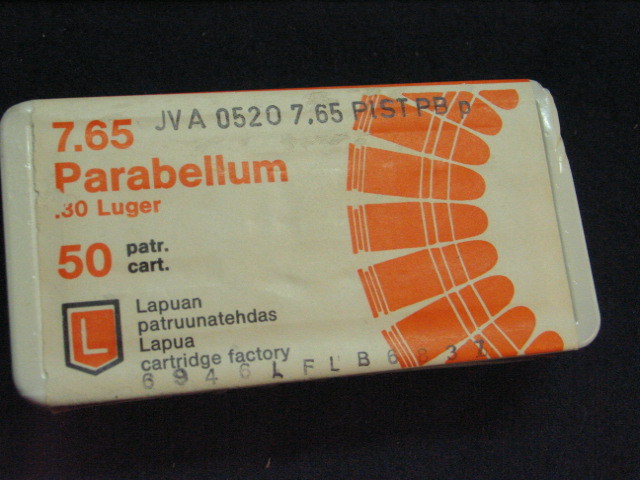 JVA 0520 7.65 PIST PB p
7.65
Parabellum
.30 Luger
50 patr.
cart.
L
Lapuan
patruunatehdas
Lapua
cartridge factory
6946LFLB